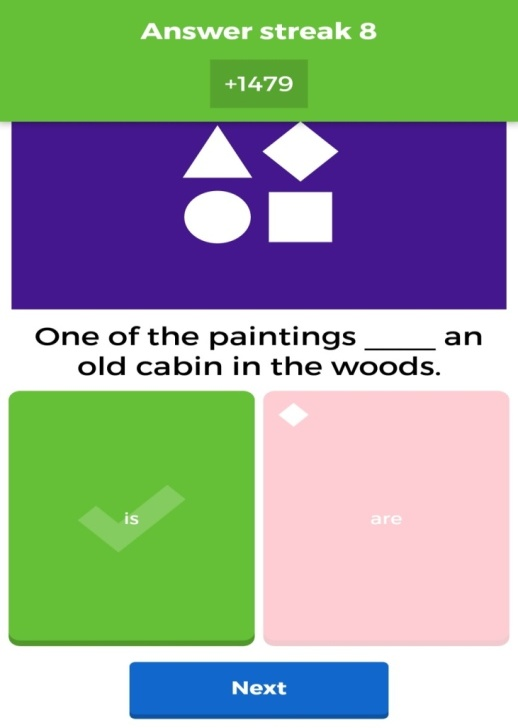 Answer streak 8
+1479
One of the paintings _____ an
old cabin in the woods.
is
are
Next